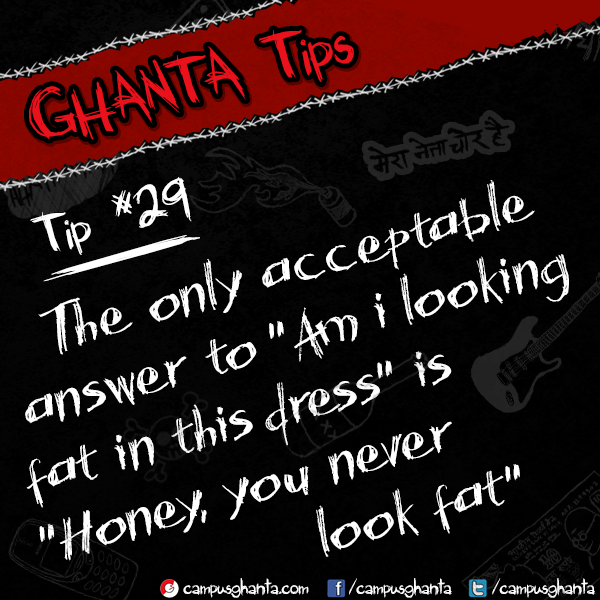 GHANTA Tips
मेरा नेता चोर है
Tip #29
The only acceptable
answer to "Am i looking
fat in this dress" is
"Honey, you never
look fat"
campusghanta.com f /campusghanta t /campusghanta